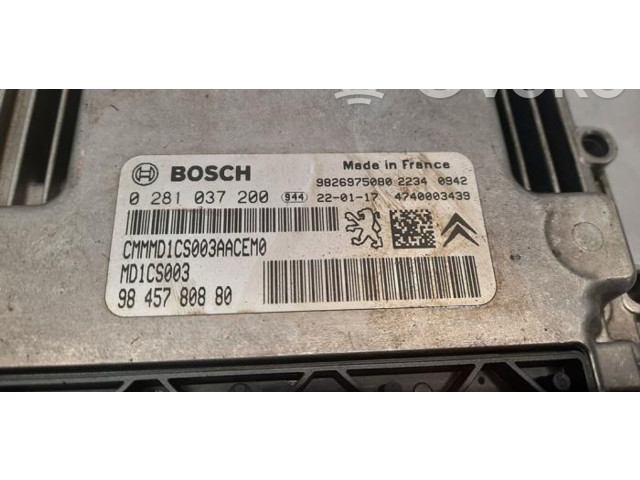 BOSCH
Made in France
0 281 037 200 944
9826975080 2234 0942
22-01-17 4740003439
CMMMD1CS003AACEM0
MD1CS003
98 457 808 80